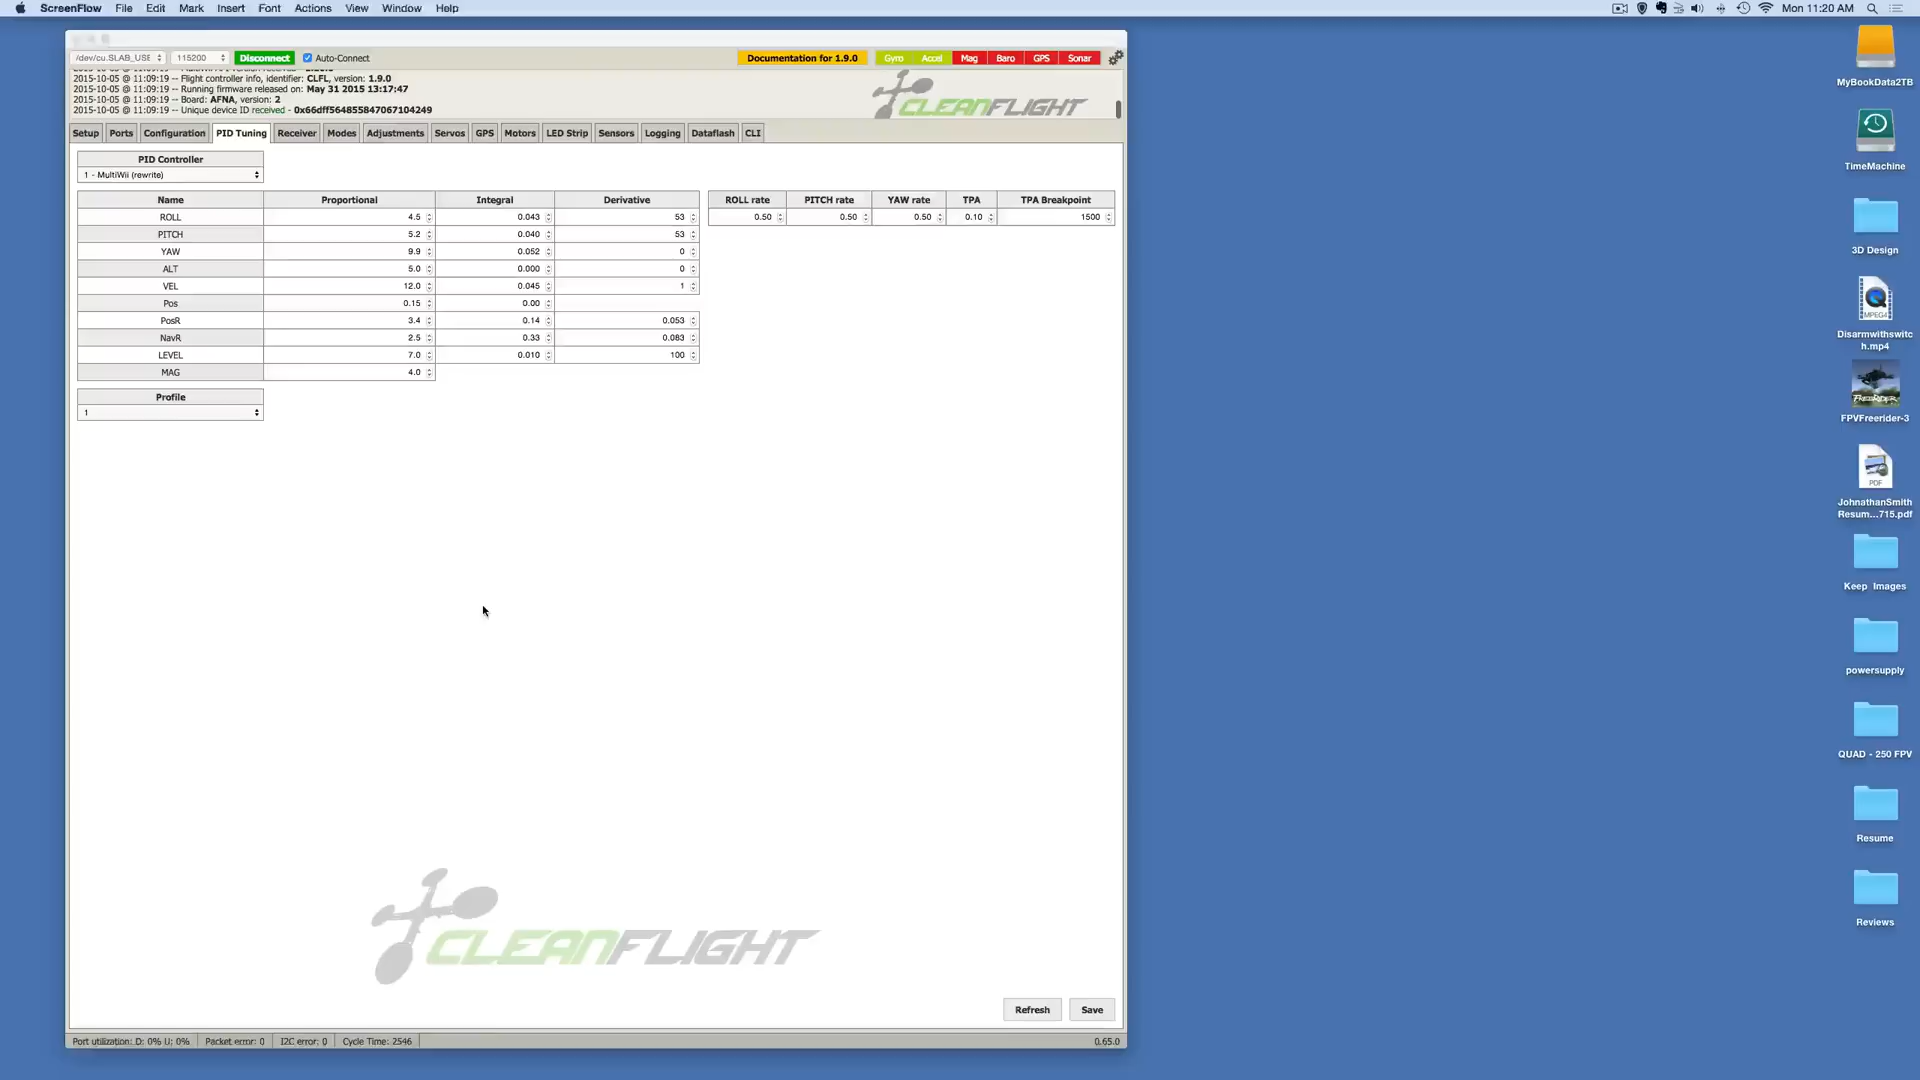 ScreenFlow File Edit Mark Insert Font Actions View Window Help Mon 11:20 AM
/dev/cu.SLAB_USE 115200 Disconnect Auto-Connect Documentation for 1.9.0 Gyro Accel Mag Baro GPS Sonar
2015-10-05 @ 11:09:19 -- Flight controller info, identifier: CLFL, version: 1.9.0
2015-10-05 @ 11:09:19 -- Running firmware released on: May 31 2015 13:17:47
2015-10-05 @ 11:09:19 -- Board: AFNA, version: 2
2015-10-05 @ 11:09:19 -- Unique device ID received - 0x66dff564855847067104249
CLEANFLIGHT
Setup Ports Configuration PID Tuning Receiver Modes Adjustments Servos GPS Motors LED Strip Sensors Logging Dataflash CLI
PID Controller
1 - MultiWii (rewrite)
Name Proportional Integral Derivative ROLL rate PITCH rate YAW rate TPA TPA Breakpoint
ROLL 4.5 0.043 53 0.50 0.50 0.50 0.10 1500
PITCH 5.2 0.040 53
YAW 9.9 0.052 0
ALT 5.0 0.000 0
VEL 12.0 0.045 1
Pos 0.15 0.00
PosR 3.4 0.14 0.053
NavR 2.5 0.33 0.083
LEVEL 7.0 0.010 100
MAG 4.0
Profile
1
CLEANFLIGHT
Refresh Save
Port utilization: D: 0% U: 0% Packet error: 0 I2C error: 0 Cycle Time: 2546 0.65.0
MyBookData2TB
TimeMachine
3D Design
MPEG4
Disarmwithswit
ch.mp4
FREERIDER
FPVFreerider-3
PDF
JohnathanSmith
Resum...715.pdf
Keep Images
powersupply
QUAD - 250 FPV
Resume
Reviews